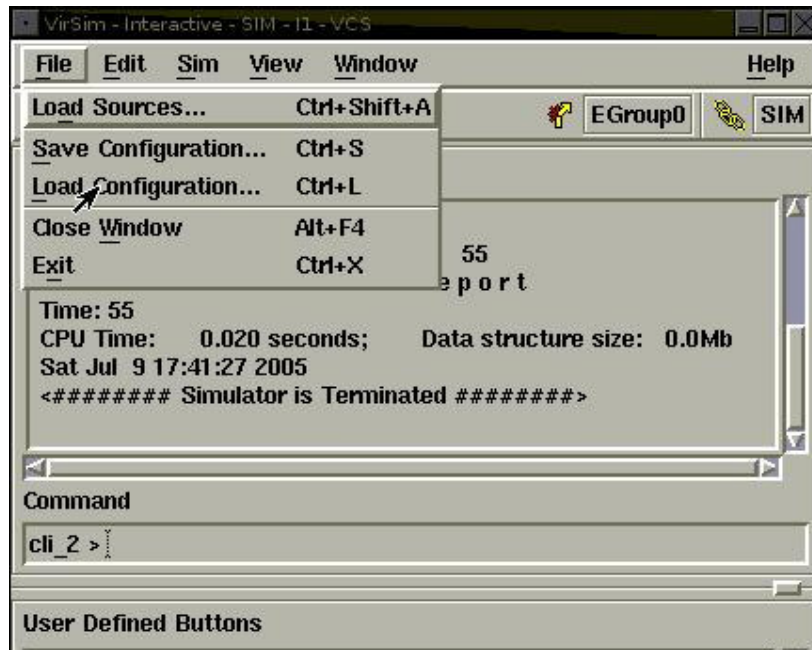 VirSim - Interactive - SIM - I1 - VCS
File Edit Sim View Window Help
Load Sources... Ctrl+Shift+A
EGroup0 SIM
Save Configuration... Ctrl+S
Load Configuration... Ctrl+L
Close Window Alt+F4
Exit Ctrl+X
55
e p o r t
Time: 55
CPU Time: 0.020 seconds; Data structure size: 0.0Mb
Sat Jul 9 17:41:27 2005
<######## Simulator is Terminated ########>
Command
cli_2 >
User Defined Buttons